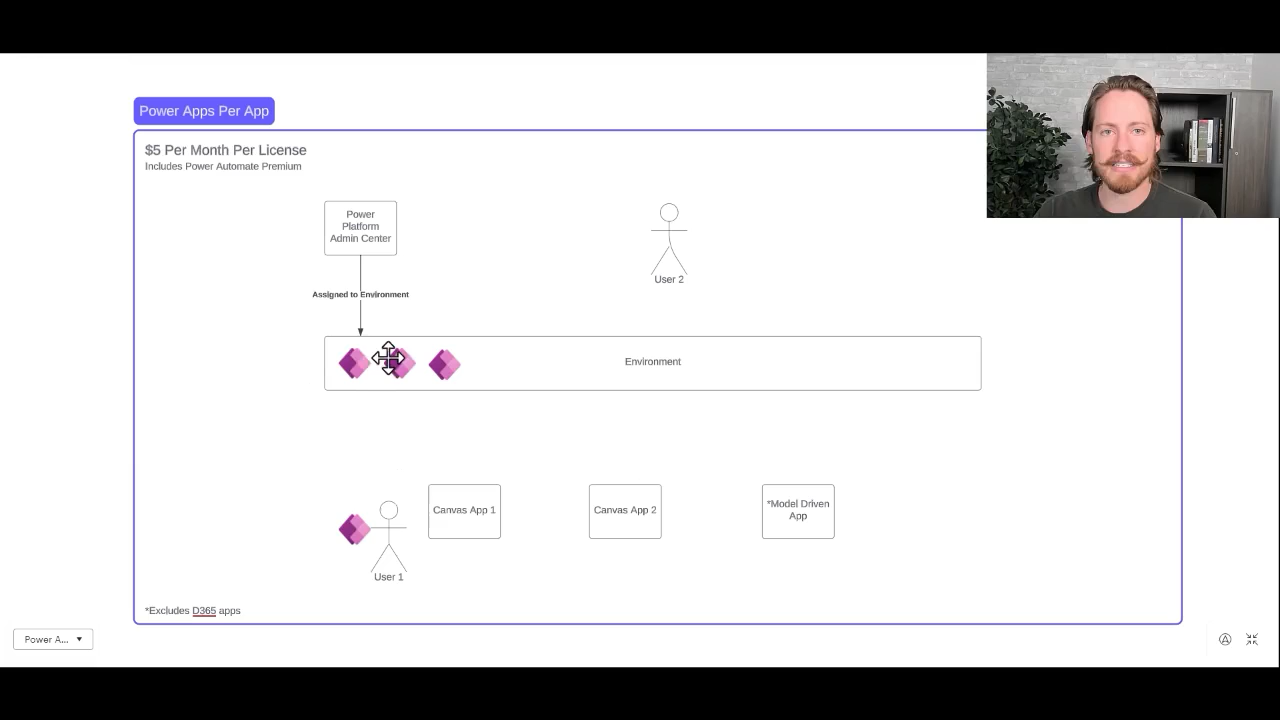 Power Apps Per App
$5 Per Month Per License
Includes Power Automate Premium
Power
Platform
Admin Center
User 2
Assigned to Environment
Environment
Canvas App 1
Canvas App 2
*Model Driven
App
User 1
*Excludes D365 apps
Power A...